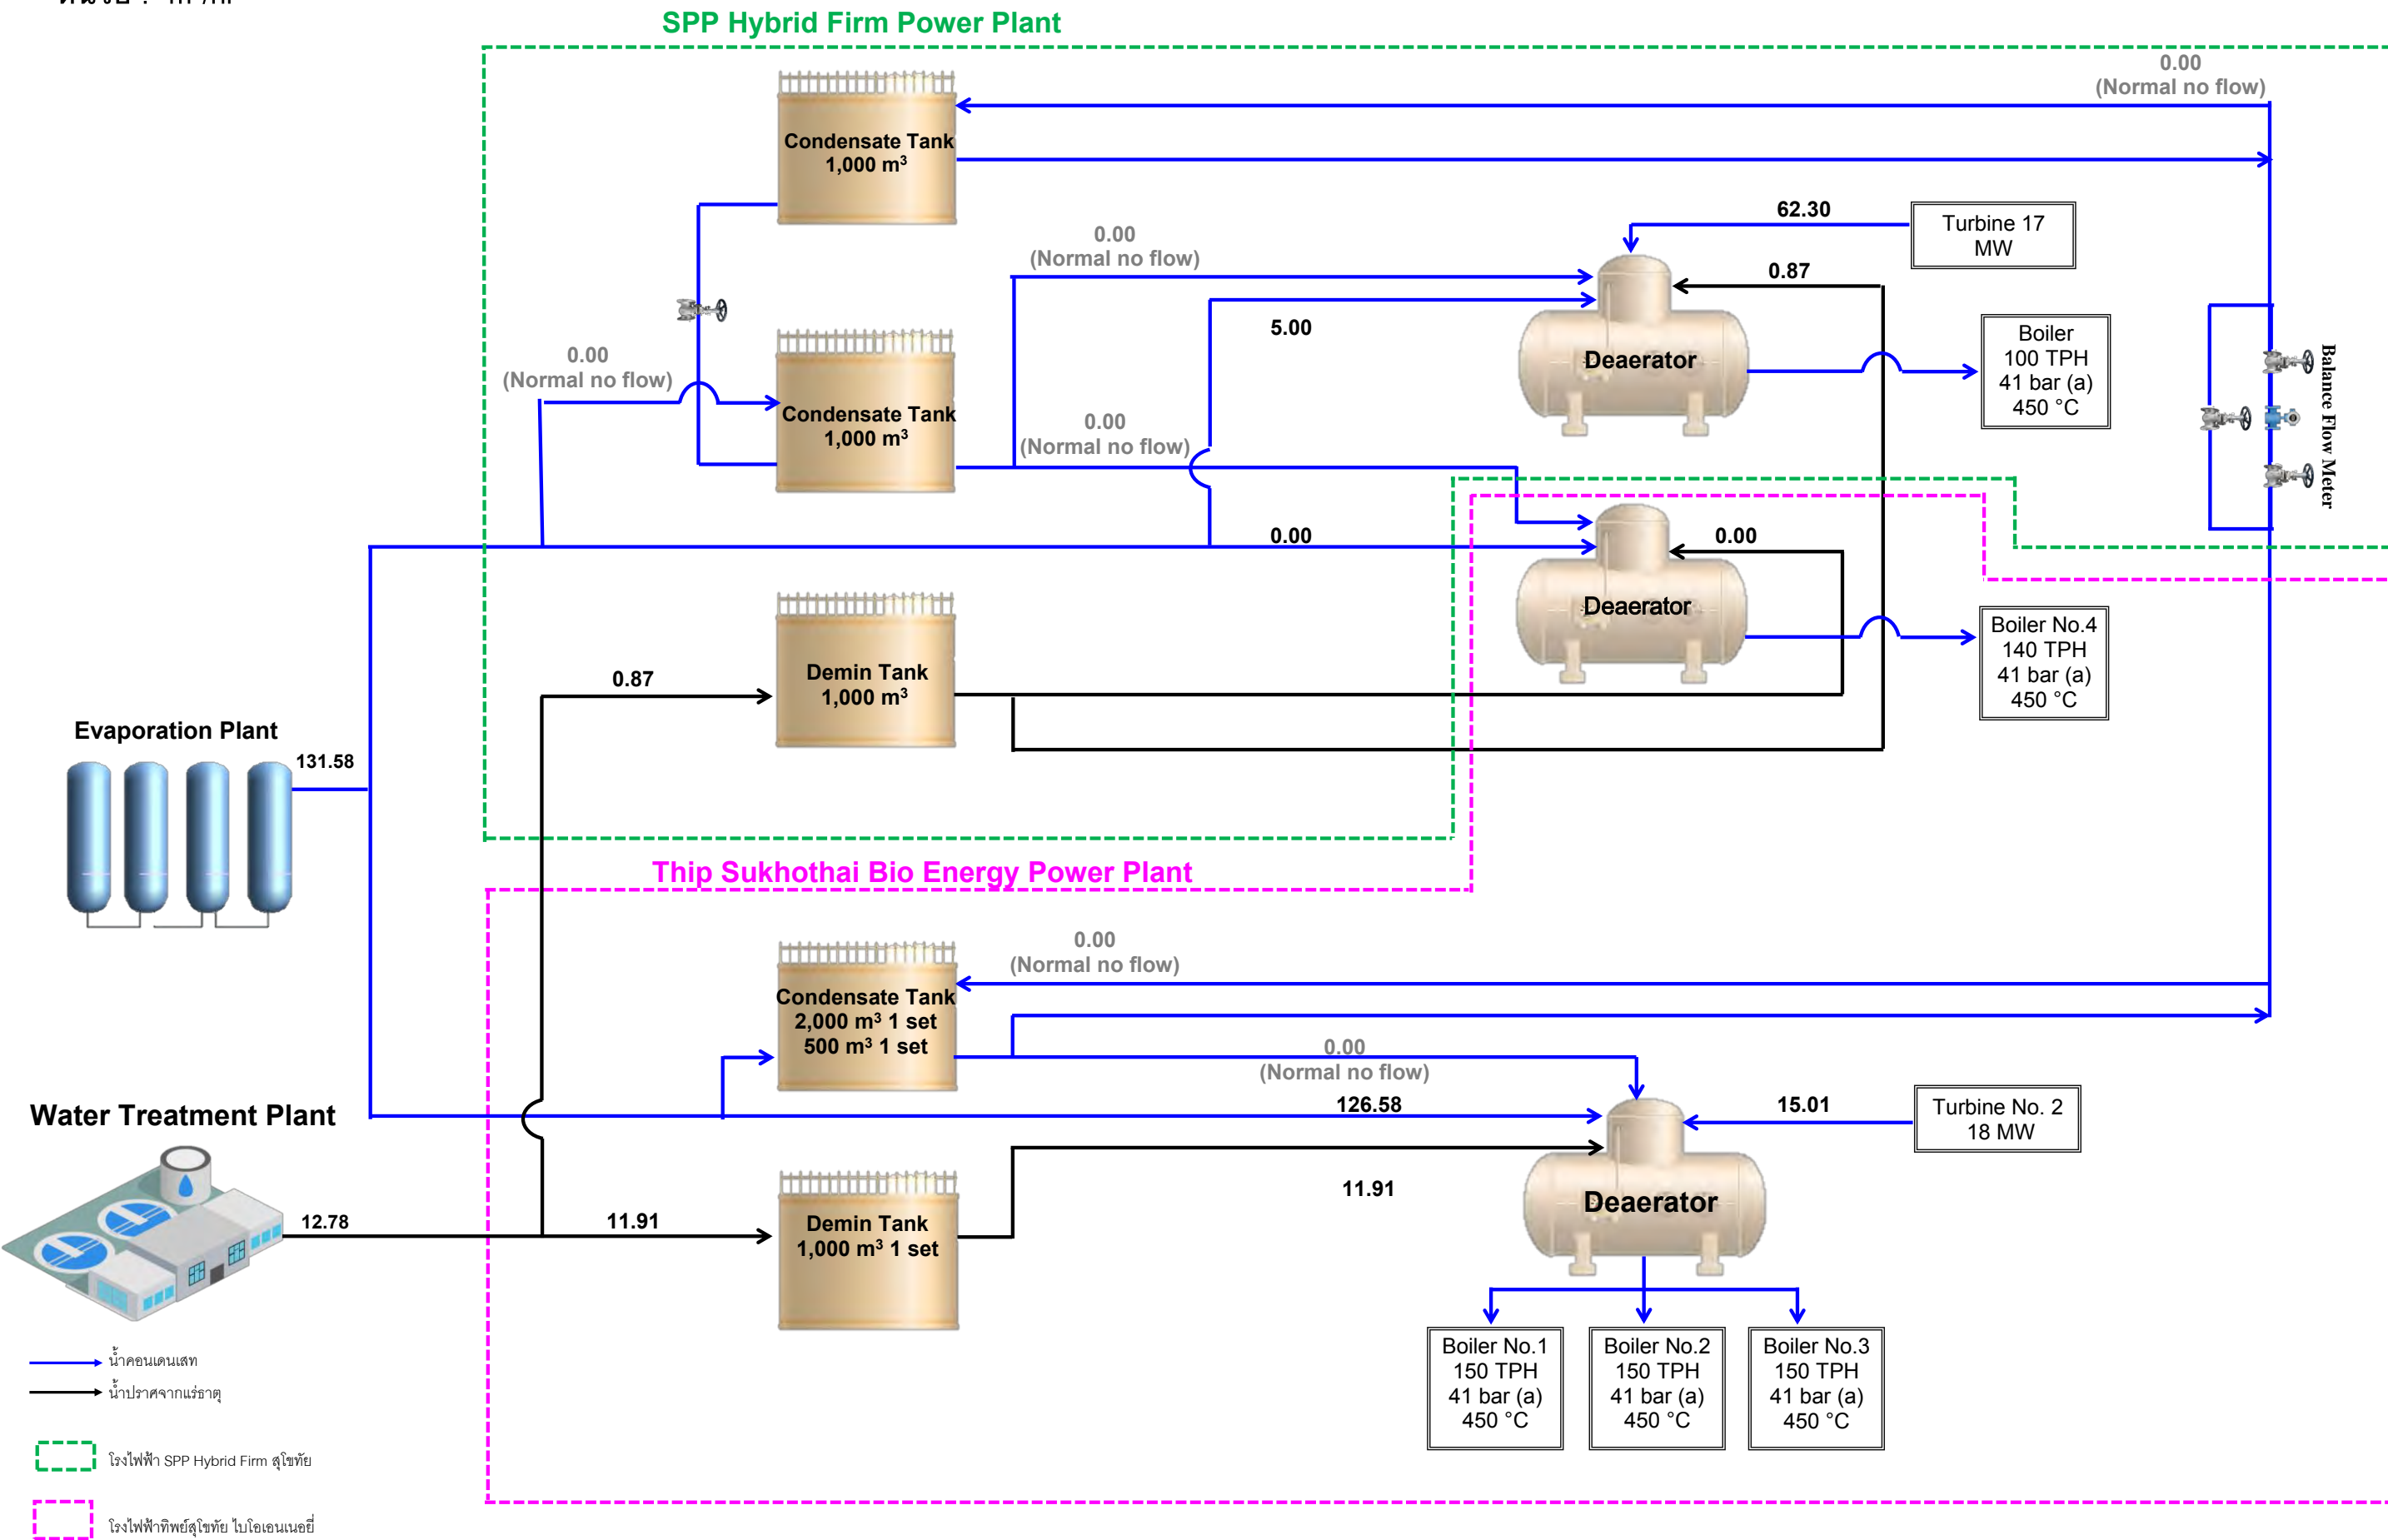 SPP Hybrid Firm Power Plant
0.00
(Normal no flow)
Condensate Tank
1,000 m³
62.30
Turbine 17
MW
0.00
(Normal no flow)
0.87
5.00
Deaerator
Boiler
100 TPH
41 bar (a)
450 °C
Balance Flow Meter
0.00
(Normal no flow)
Condensate Tank
1,000 m³
0.00
(Normal no flow)
0.00
0.00
Deaerator
Boiler No.4
140 TPH
41 bar (a)
450 °C
0.87
Demin Tank
1,000 m³
Evaporation Plant
131.58
Thip Sukhothai Bio Energy Power Plant
0.00
(Normal no flow)
Condensate Tank
2,000 m³ 1 set
500 m³ 1 set
0.00
(Normal no flow)
126.58
15.01
Turbine No. 2
18 MW
Water Treatment Plant
12.78
11.91
Demin Tank
1,000 m³ 1 set
11.91
Deaerator
Boiler No.1
150 TPH
41 bar (a)
450 °C
Boiler No.2
150 TPH
41 bar (a)
450 °C
Boiler No.3
150 TPH
41 bar (a)
450 °C
น้ำคอนเดนเสท
น้ำปราศจากแร่ธาตุ
โรงไฟฟ้า SPP Hybrid Firm สุโขทัย
โรงไฟฟ้าทิพย์สุโขทัย ไบโอเอนเนอยี่